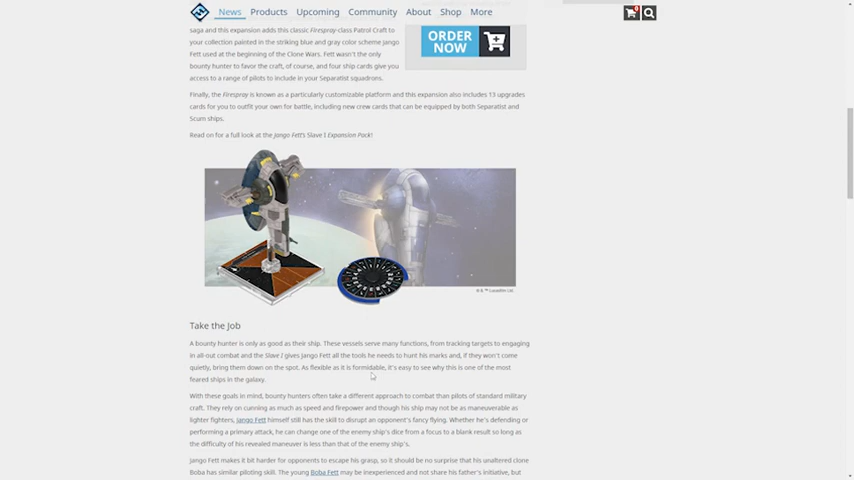 News Products Upcoming Community About Shop More
saga and this expansion adds this classic Firespray-class Patrol Craft to
your collection painted in the striking blue and gray color scheme Jango
Fett used at the beginning of the Clone Wars. Fett wasn't the only
bounty hunter to favor the craft, of course, and four ship cards give you
access to a range of pilots to include in your Separatist squadrons.
ORDER
NOW
Finally, the Firespray is known as a particularly customizable platform and this expansion also includes 13 upgrades
cards for you to outfit your own for battle, including new crew cards that can be equipped by both Separatist and
Scum ships.
Read on for a full look at the Jango Fett's Slave I Expansion Pack!
© & ™ Lucasfilm Ltd.
Take the Job
A bounty hunter is only as good as their ship. These vessels serve many functions, from tracking targets to engaging
in all-out combat and the Slave I gives Jango Fett all the tools he needs to hunt his marks and, if they won't come
quietly, bring them down on the spot. As flexible as it is formidable, it's easy to see why this is one of the most
feared ships in the galaxy.
With these goals in mind, bounty hunters often take a different approach to combat than pilots of standard military
craft. They rely on cunning as much as speed and firepower and though his ship may not be as maneuverable as
lighter fighters, Jango Fett himself still has the skill to disrupt an opponent's fancy flying. Whether he's defending or
performing a primary attack, he can change one of the enemy ship's dice from a focus to a blank result so long as
the difficulty of his revealed maneuver is less than that of the enemy ship's.
Jango Fett makes it bit harder for opponents to escape his grasp, so it should be no surprise that his unaltered clone
Boba has similar piloting skill. The young Boba Fett may be inexperienced and not share his father's initiative, but